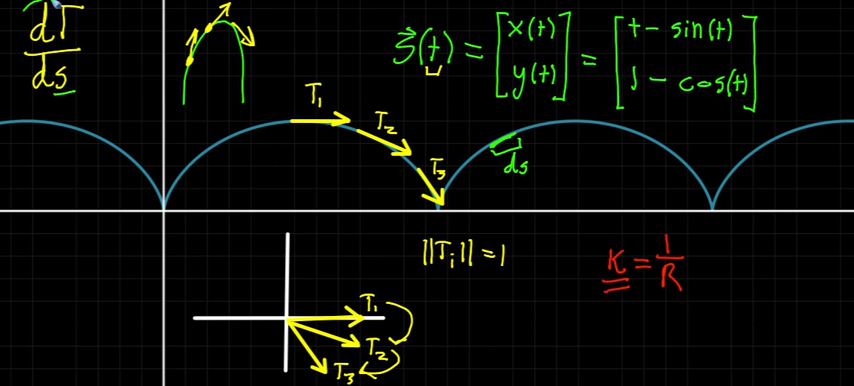 dT/ds
s⃗(t) = [x(t) y(t)] = [t - sin(t) 1 - cos(t)]
T₁
T₂
T₃
ds
||Tᵢ|| = 1
K = 1/R
T₁
T₂
T₃